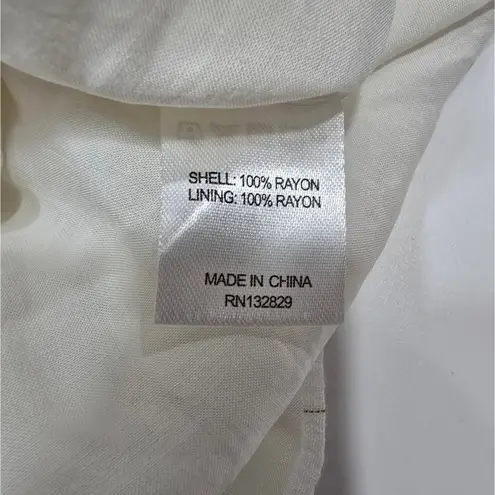 SHELL: 100% RAYON
LINING: 100% RAYON
MADE IN CHINA
RN132829